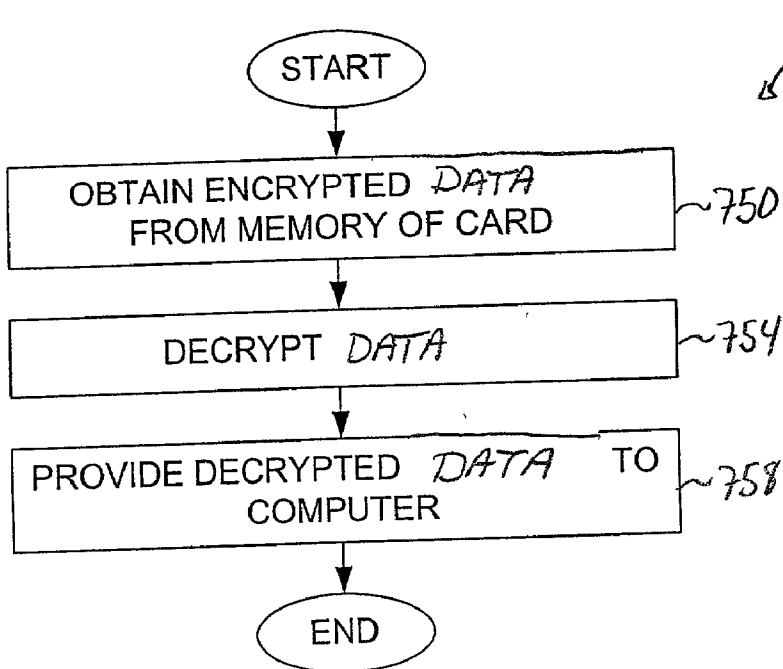 START
OBTAIN ENCRYPTED DATA
FROM MEMORY OF CARD
750
DECRYPT DATA
754
PROVIDE DECRYPTED DATA TO
COMPUTER
758
END